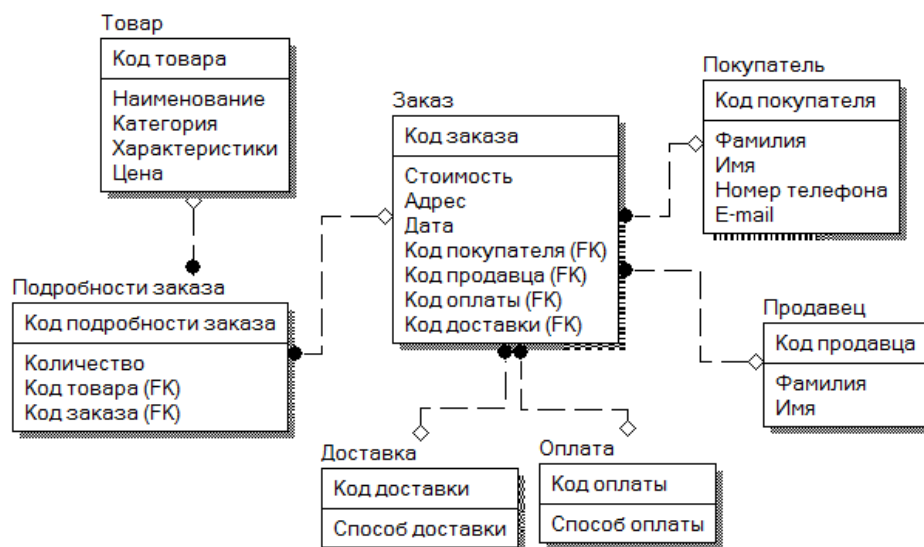 Товар
Код товара
Наименование
Категория
Характеристики
Цена
Заказ
Код заказа
Стоимость
Адрес
Дата
Код покупателя (FK)
Код продавца (FK)
Код оплаты (FK)
Код доставки (FK)
Покупатель
Код покупателя
Фамилия
Имя
Номер телефона
E-mail
Подробности заказа
Код подробности заказа
Количество
Код товара (FK)
Код заказа (FK)
Продавец
Код продавца
Фамилия
Имя
Доставка
Код доставки
Способ доставки
Оплата
Код оплаты
Способ оплаты